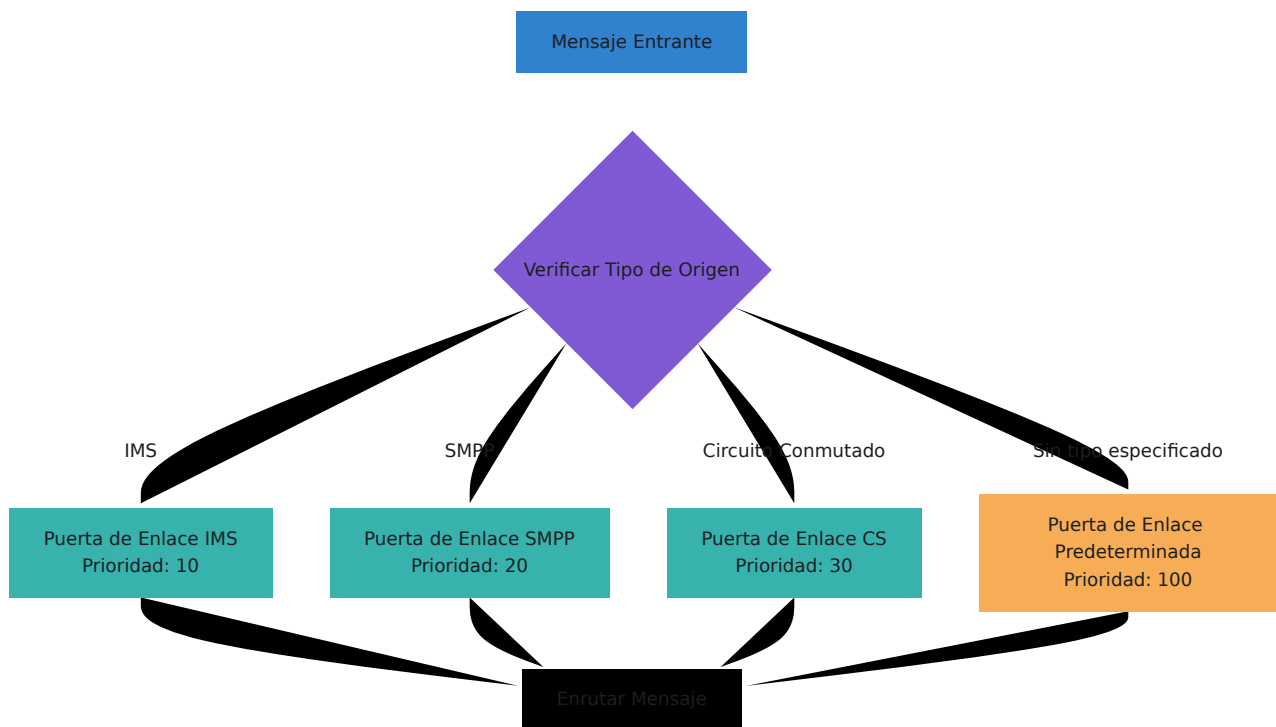 Mensaje Entrante
Verificar Tipo de Origen
IMS
SMPP
Circuito Conmutado
Sin tipo especificado
Puerta de Enlace IMS
Prioridad: 10
Puerta de Enlace SMPP
Prioridad: 20
Puerta de Enlace CS
Prioridad: 30
Puerta de Enlace
Predeterminada
Prioridad: 100
Enrutar Mensaje